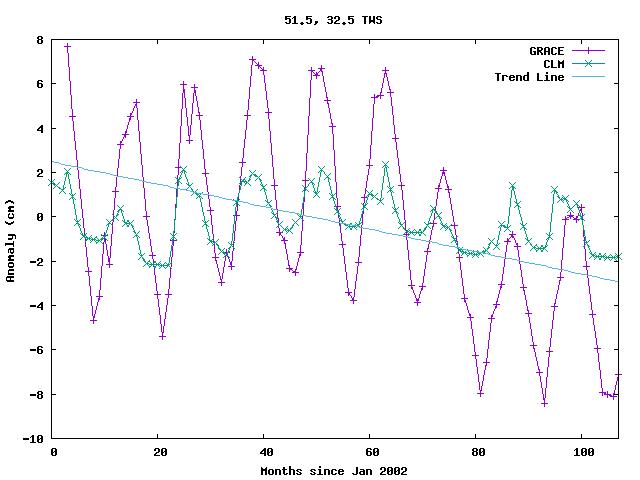 51.5, 32.5 TWS
GRACE
CLM
Trend Line
8
6
4
2
0
-2
-4
-6
-8
-10
Anomaly (cm)
0 20 40 60 80 100
Months since Jan 2002